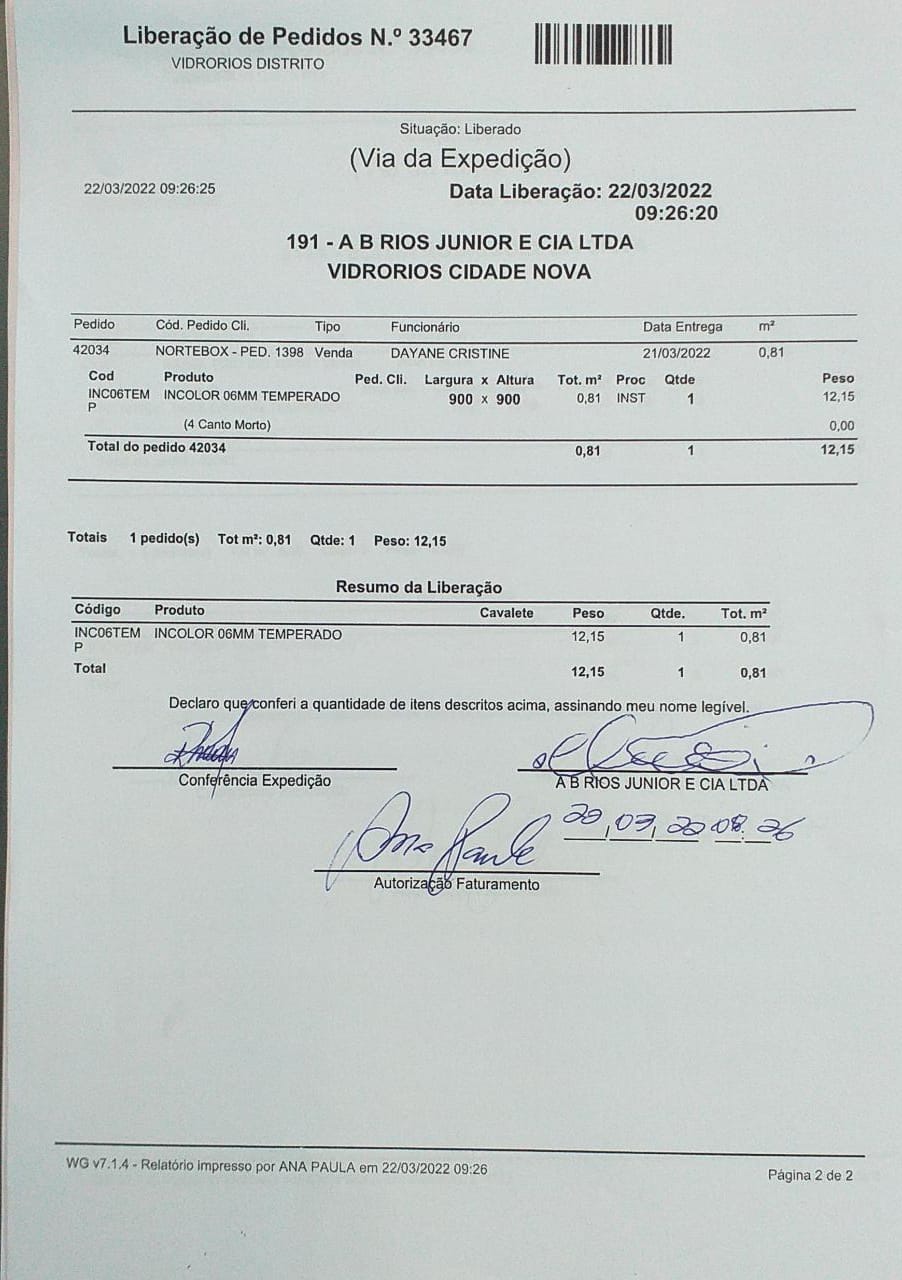 Liberação de Pedidos N.º 33467
VIDRORIOS DISTRITO
Situação: Liberado
(Via da Expedição)
22/03/2022 09:26:25
Data Liberação: 22/03/2022
09:26:20
191 - A B RIOS JUNIOR E CIA LTDA
VIDRORIOS CIDADE NOVA
Pedido Cód. Pedido Cli. Tipo Funcionário Data Entrega m²
42034 NORTEBOX - PED. 1398 Venda DAYANE CRISTINE 21/03/2022 0,81
Cod Produto Ped. Cli. Largura x Altura Tot. m² Proc Qtde Peso
INC06TEM INCOLOR 06MM TEMPERADO 900 x 900 0,81 INST 1 12,15
P
(4 Canto Morto) 0,00
Total do pedido 42034 0,81 1 12,15
Totais 1 pedido(s) Tot m²: 0,81 Qtde: 1 Peso: 12,15
Resumo da Liberação
Código Produto Cavalete Peso Qtde. Tot. m²
INC06TEM INCOLOR 06MM TEMPERADO 12,15 1 0,81
P
Total 12,15 1 0,81
Declaro que conferi a quantidade de itens descritos acima, assinando meu nome legível.
Conferência Expedição
A B RIOS JUNIOR E CIA LTDA
Ana Paula
Autorização Faturamento
WG v7.1.4 - Relatório impresso por ANA PAULA em 22/03/2022 09:26
Página 2 de 2